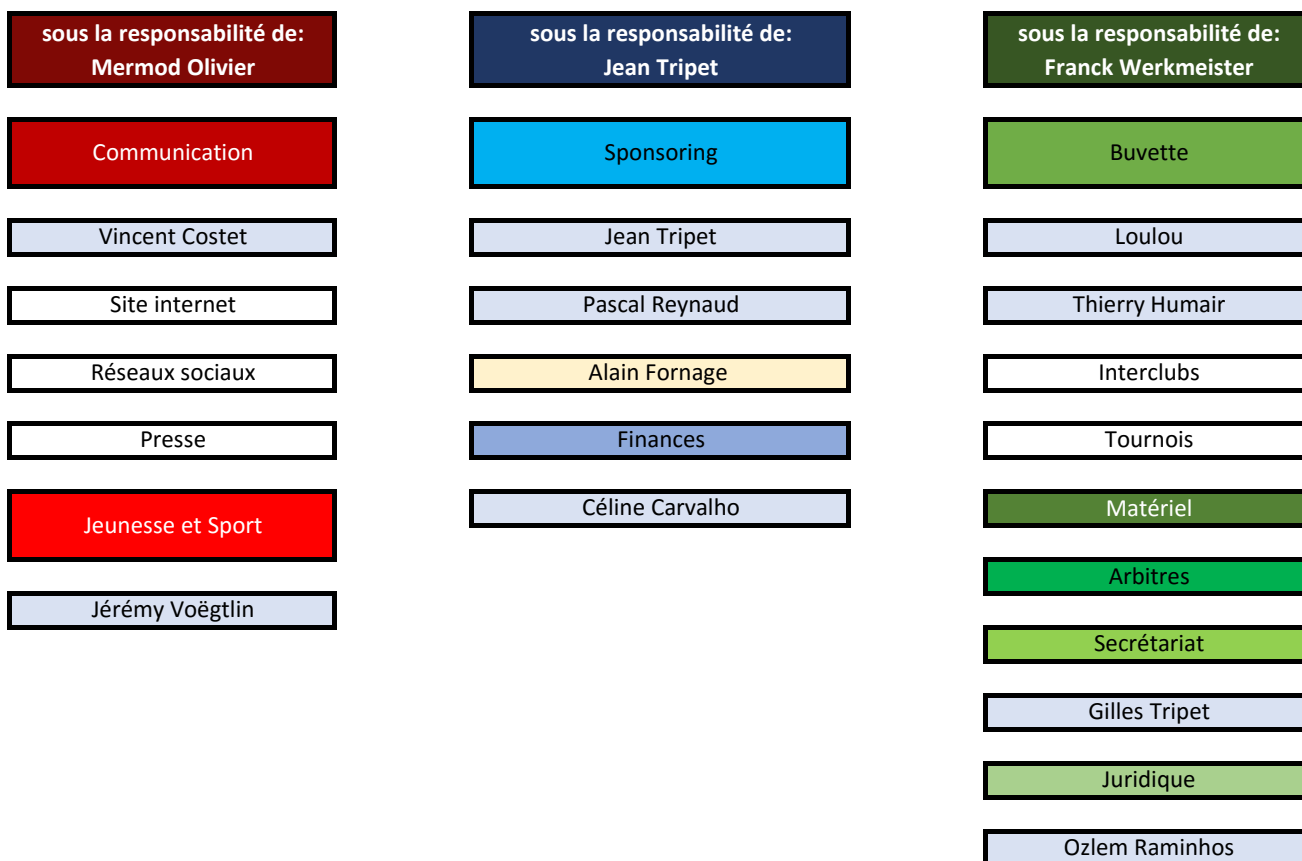 sous la responsabilité de:
Mermod Olivier
Communication
Vincent Costet
Site internet
Réseaux sociaux
Presse
Jeunesse et Sport
Jérémy Voëgtlin
sous la responsabilité de:
Jean Tripet
Sponsoring
Jean Tripet
Pascal Reynaud
Alain Fornage
Finances
Céline Carvalho
sous la responsabilité de:
Franck Werkmeister
Buvette
Loulou
Thierry Humair
Interclubs
Tournois
Matériel
Arbitres
Secrétariat
Gilles Tripet
Juridique
Ozlem Raminhos